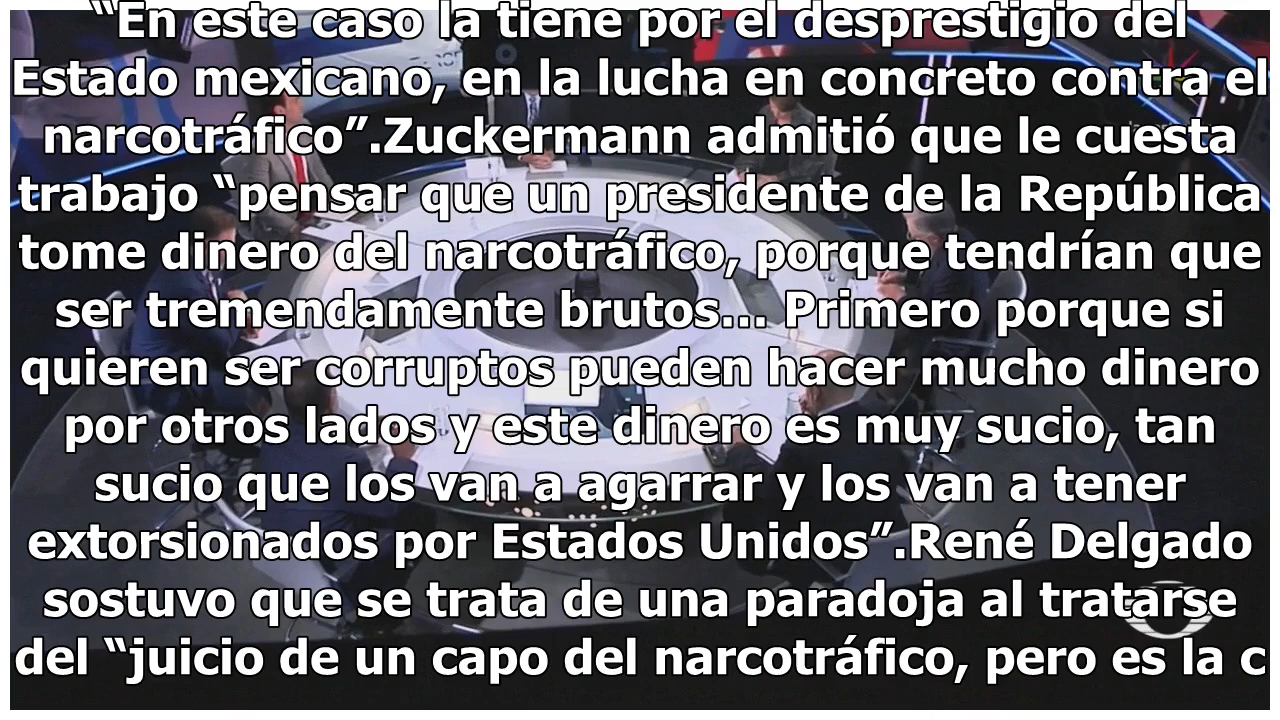 “En este caso la tiene por el desprestigio del
Estado mexicano, en la lucha en concreto contra el
narcotráfico”.Zuckermann admitió que le cuesta
trabajo “pensar que un presidente de la República
tome dinero del narcotráfico, porque tendrían que
ser tremendamente brutos... Primero porque si
quieren ser corruptos pueden hacer mucho dinero
por otros lados y este dinero es muy sucio, tan
sucio que los van a agarrar y los van a tener
extorsionados por Estados Unidos”.René Delgado
sostuvo que se trata de una paradoja al tratarse
del “juicio de un capo del narcotráfico, pero es la c